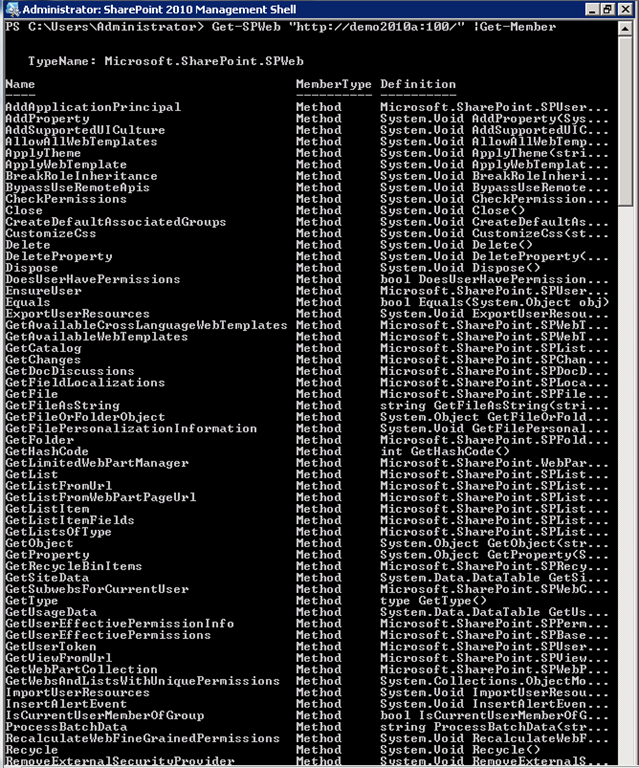 Administrator: SharePoint 2010 Management Shell
PS C:\Users\Administrator> Get-SPWeb "http://demo2010a:100/" |Get-Member
TypeName: Microsoft.SharePoint.SPWeb
Name MemberType Definition
---- ---------- ----------
AddApplicationPrincipal Method Microsoft.SharePoint.SPUser...
AddProperty Method System.Void AddProperty(Sys...
AddSupportedUICulture Method System.Void AddSupportedUIC...
AllowAllWebTemplates Method System.Void AllowAllWebTemp...
ApplyTheme Method System.Void ApplyTheme(stri...
ApplyWebTemplate Method System.Void ApplyWebTemplat...
BreakRoleInheritance Method System.Void BreakRoleInheri...
BypassUseRemoteApis Method System.Void BypassUseRemote...
CheckPermissions Method System.Void CheckPermission...
Close Method System.Void Close()
CreateDefaultAssociatedGroups Method System.Void CreateDefaultAs...
CustomizeCss Method System.Void CustomizeCss(st...
Delete Method System.Void Delete()
DeleteProperty Method System.Void DeleteProperty(...
Dispose Method System.Void Dispose()
DoesUserHavePermissions Method bool DoesUserHavePermission...
EnsureUser Method Microsoft.SharePoint.SPUser...
Equals Method bool Equals(System.Object obj)
ExportUserResources Method System.Void ExportUserResou...
GetAvailableCrossLanguageWebTemplates Method Microsoft.SharePoint.SPWebT...
GetAvailableWebTemplates Method Microsoft.SharePoint.SPWebT...
GetCatalog Method Microsoft.SharePoint.SPList...
GetChanges Method Microsoft.SharePoint.SPChan...
GetDocDiscussions Method Microsoft.SharePoint.SPDocD...
GetFieldLocalizations Method Microsoft.SharePoint.SPLoca...
GetFile Method Microsoft.SharePoint.SPFile...
GetFileAsString Method string GetFileAsString(stri...
GetFileOrFolderObject Method System.Object GetFileOrFold...
GetFilePersonalizationInformation Method System.Void GetFilePersonal...
GetFolder Method Microsoft.SharePoint.SPFold...
GetHashCode Method int GetHashCode()
GetLimitedWebPartManager Method Microsoft.SharePoint.WebPar...
GetList Method Microsoft.SharePoint.SPList...
GetListFromUrl Method Microsoft.SharePoint.SPList...
GetListFromWebPartPageUrl Method Microsoft.SharePoint.SPList...
GetListItem Method Microsoft.SharePoint.SPList...
GetListItemFields Method Microsoft.SharePoint.SPList...
GetListsOfType Method Microsoft.SharePoint.SPList...
GetObject Method System.Object GetObject(str...
GetProperty Method System.Object GetProperty(S...
GetRecycleBinItems Method Microsoft.SharePoint.SPRecy...
GetSiteData Method System.Data.DataTable GetSi...
GetSubwebsForCurrentUser Method Microsoft.SharePoint.SPWebC...
GetType Method type GetType()
GetUsageData Method System.Data.DataTable GetUs...
GetUserEffectivePermissionInfo Method Microsoft.SharePoint.SPPerm...
GetUserEffectivePermissions Method Microsoft.SharePoint.SPBase...
GetUserToken Method Microsoft.SharePoint.SPUser...
GetViewFromUrl Method Microsoft.SharePoint.SPView...
GetWebPartCollection Method Microsoft.SharePoint.SPWebP...
GetWebsAndListsWithUniquePermissions Method System.Collections.ObjectMo...
ImportUserResources Method System.Void ImportUserResou...
InsertAlertEvent Method System.Void InsertAlertEven...
IsCurrentUserMemberOfGroup Method bool IsCurrentUserMemberOfG...
ProcessBatchData Method string ProcessBatchData(str...
RecalculateWebFineGrainedPermissions Method System.Void RecalculateWebF...
Recycle Method System.Void Recycle()
RemoveExternalSecurityProvider Method System.Void RemoveExternalS...